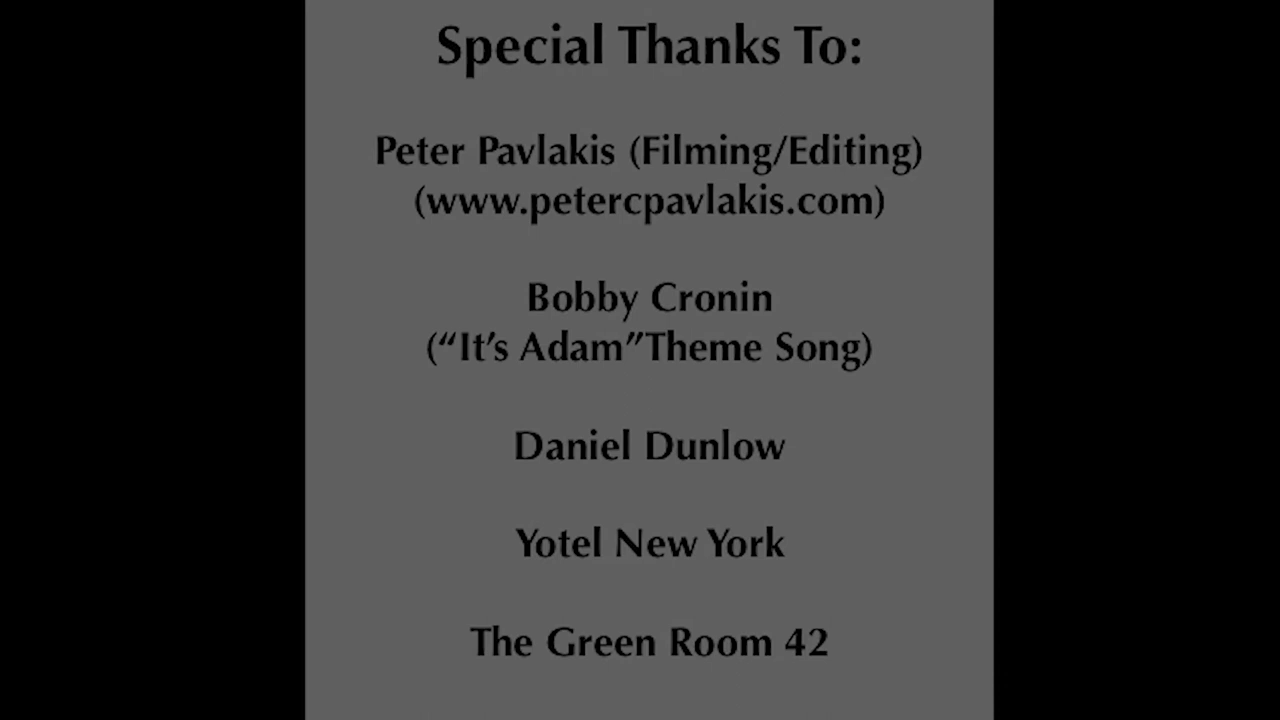 Special Thanks To:
Peter Pavlakis (Filming/Editing)
(www.petercpavlakis.com)
Bobby Cronin
(“It’s Adam”Theme Song)
Daniel Dunlow
Yotel New York
The Green Room 42